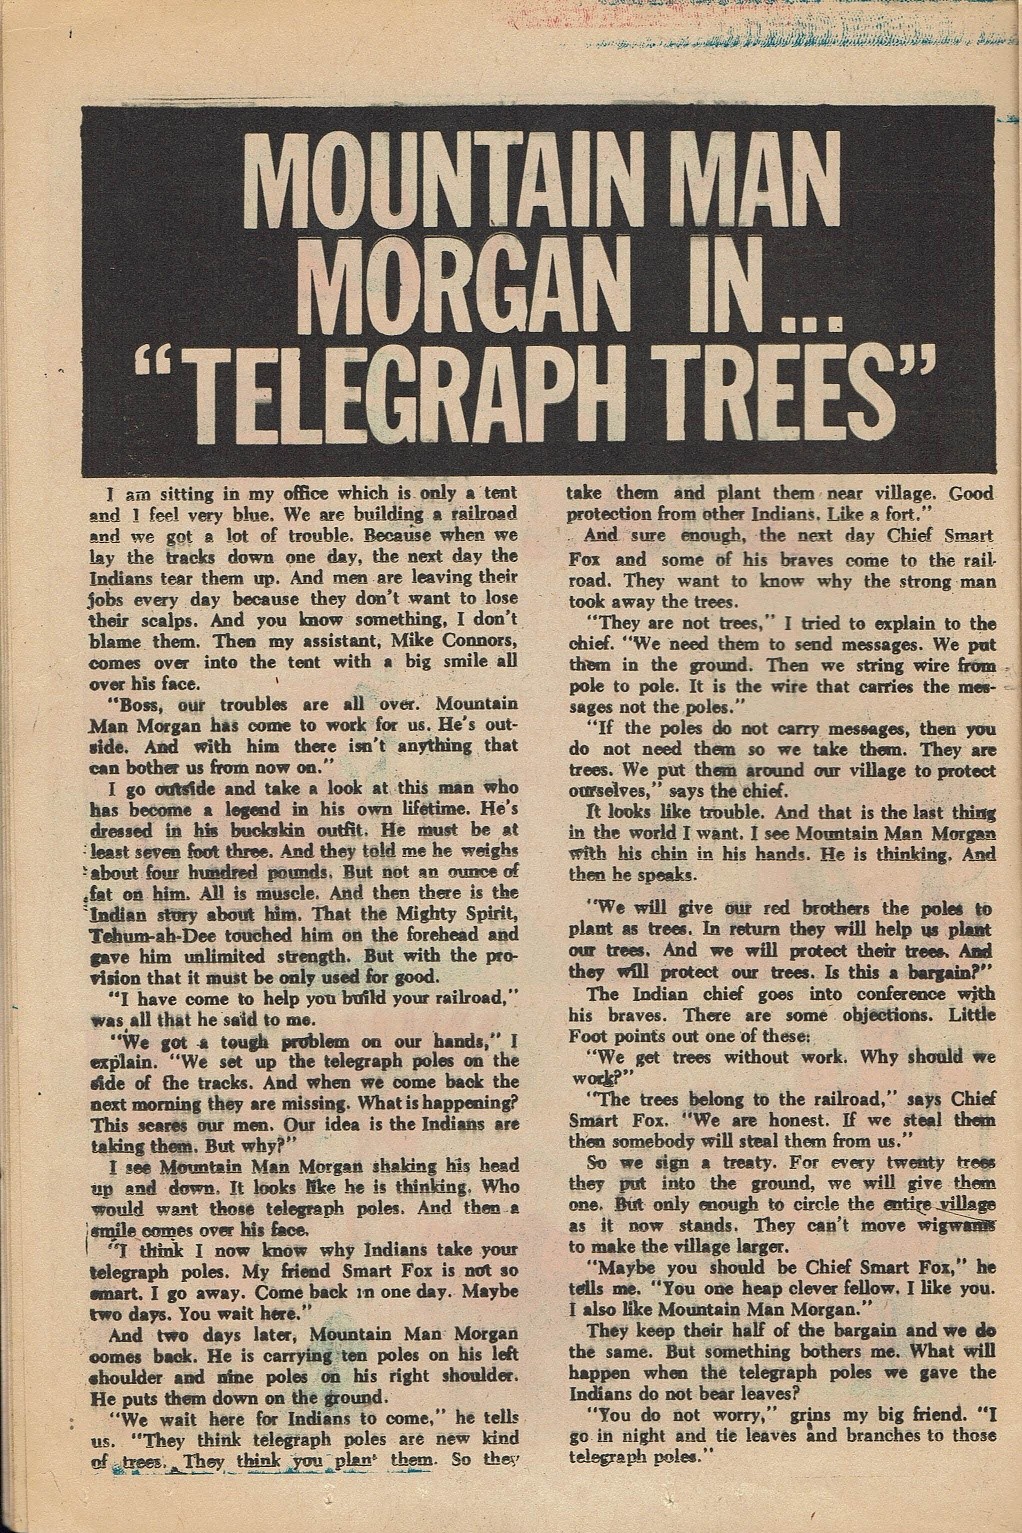 MOUNTAIN MAN
MORGAN IN...
“TELEGRAPH TREES”
I am sitting in my office which is only a tent
and I feel very blue. We are building a railroad
and we got a lot of trouble. Because when we
lay the tracks down one day, the next day the
Indians tear them up. And men are leaving their
jobs every day because they don't want to lose
their scalps. And you know something, I don't
blame them. Then my assistant, Mike Connors,
comes over into the tent with a big smile all
over his face.
“Boss, our troubles are all over. Mountain
Man Morgan has come to work for us. He's out-
side. And with him there isn't anything that
can bother us from now on.”
I go outside and take a look at this man who
has become a legend in his own lifetime. He's
dressed in his buckskin outfit. He must be at
least seven foot three. And they told me he weighs
about four hundred pounds. But not an ounce of
fat on him. All is muscle. And then there is the
Indian story about him. That the Mighty Spirit,
Tehum-ah-Dee touched him on the forehead and
gave him unlimited strength. But with the pro-
vision that it must be only used for good.
“I have come to help you build your railroad,”
was all that he said to me.
“We got a tough problem on our hands,” I
explain. “We set up the telegraph poles on the
side of the tracks. And when we come back the
next morning they are missing. What is happening?
This scares our men. Our idea is the Indians are
taking them. But why?”
I see Mountain Man Morgan shaking his head
up and down. It looks like he is thinking. Who
would want those telegraph poles. And then a
smile comes over his face.
“I think I now know why Indians take your
telegraph poles. My friend Smart Fox is not so
smart. I go away. Come back in one day. Maybe
two days. You wait here.”
And two days later, Mountain Man Morgan
comes back. He is carrying ten poles on his left
shoulder and nine poles on his right shoulder.
He puts them down on the ground.
“We wait here for Indians to come,” he tells
us. “They think telegraph poles are new kind
of trees. They think you plant them. So they
take them and plant them near village. Good
protection from other Indians. Like a fort.”
And sure enough, the next day Chief Smart
Fox and some of his braves come to the rail-
road. They want to know why the strong man
took away the trees.
“They are not trees,” I tried to explain to the
chief. “We need them to send messages. We put
them in the ground. Then we string wire from
pole to pole. It is the wire that carries the mes-
sages not the poles.”
“If the poles do not carry messages, then you
do not need them so we take them. They are
trees. We put them around our village to protect
ourselves,” says the chief.
It looks like trouble. And that is the last thing
in the world I want. I see Mountain Man Morgan
with his chin in his hands. He is thinking. And
then he speaks.
“We will give our red brothers the poles to
plant as trees. In return they will help us plant
our trees. And we will protect their trees. And
they will protect our trees. Is this a bargain?”
The Indian chief goes into conference with
his braves. There are some objections. Little
Foot points out one of these:
“We get trees without work. Why should we
work?”
“The trees belong to the railroad,” says Chief
Smart Fox. “We are honest. If we steal them
then somebody will steal them from us.”
So we sign a treaty. For every twenty trees
they put into the ground, we will give them
one. But only enough to circle the entire village
as it now stands. They can't move wigwams
to make the village larger.
“Maybe you should be Chief Smart Fox,” he
tells me. “You one heap clever fellow. I like you.
I also like Mountain Man Morgan.”
They keep their half of the bargain and we do
the same. But something bothers me. What will
happen when the telegraph poles we gave the
Indians do not bear leaves?
“You do not worry,” grins my big friend. “I
go in night and tie leaves and branches to those
telegraph poles.”